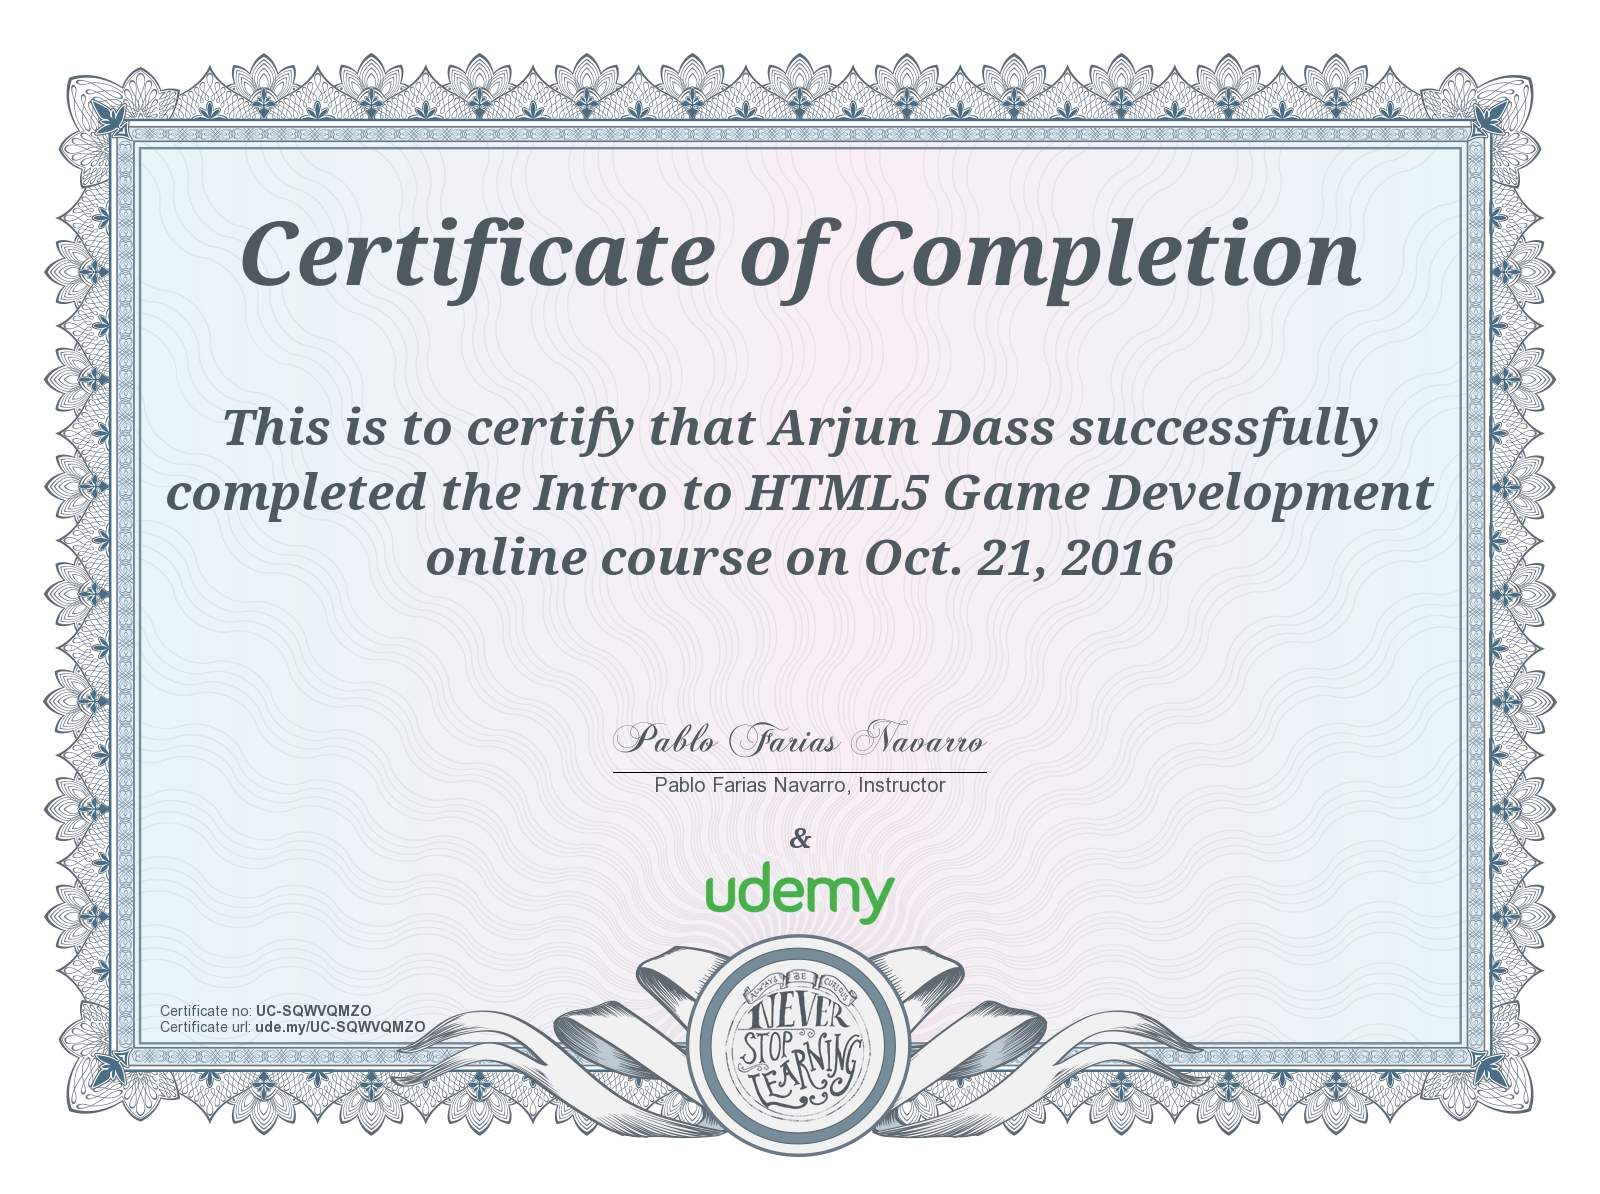 Certificate of Completion
This is to certify that Arjun Dass successfully
completed the Intro to HTML5 Game Development
online course on Oct. 21, 2016
Pablo Farias Navarro
Pablo Farias Navarro, Instructor
&
udemy
Certificate no: UC-SQWVQMZO
Certificate url: ude.my/UC-SQWVQMZO
ALWAYS BE CURIOUS
NEVER
STOP
LEARNING